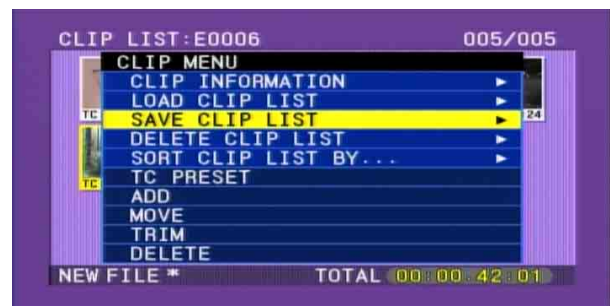 CLIP LIST:E0006 005/005
CLIP MENU
CLIP INFORMATION ►
LOAD CLIP LIST ►
TC 24
SAVE CLIP LIST ►
DELETE CLIP LIST ►
SORT CLIP LIST BY... ►
TC PRESET
TC
ADD
MOVE
TRIM
DELETE
NEW FILE * TOTAL 00:00:42:01